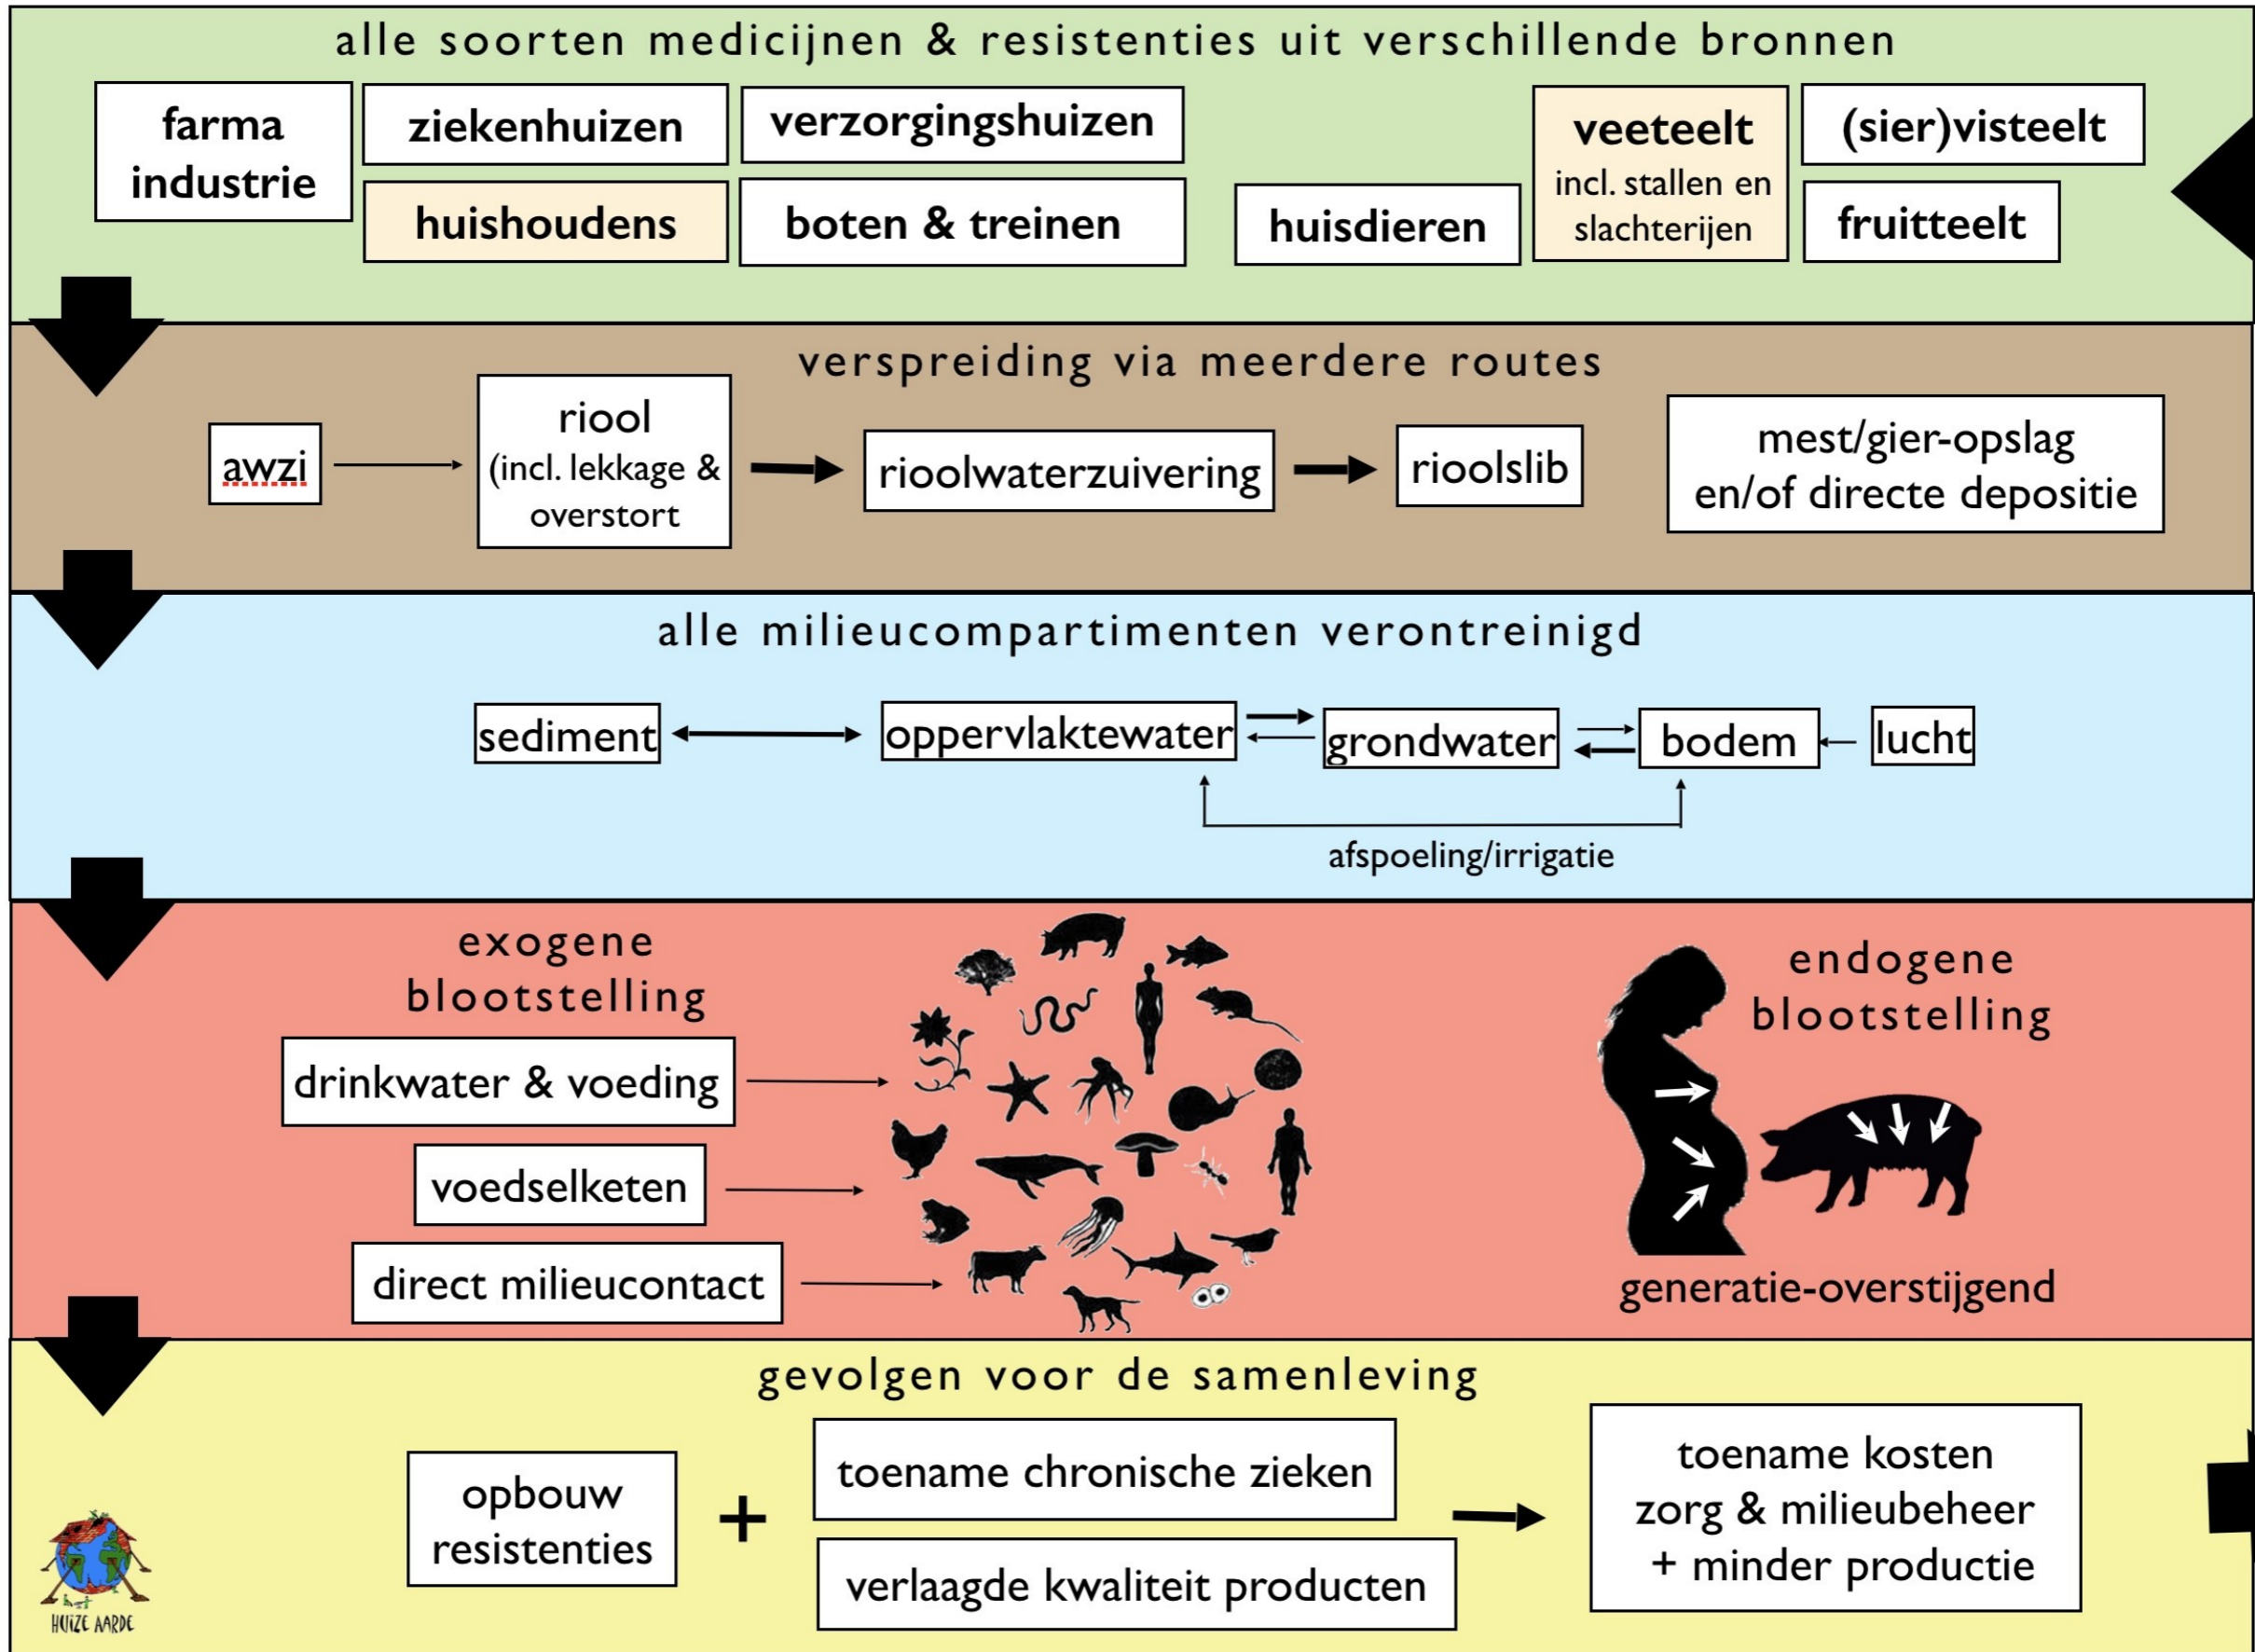 alle soorten medicijnen & resistenties uit verschillende bronnen
farma
industrie
ziekenhuizen
huishoudens
verzorgingshuizen
boten & treinen
huisdieren
veeteelt
incl. stallen en
slachterijen
(sier)visteelt
fruitteelt
verspreiding via meerdere routes
awzi
riool
(incl. lekkage &
overstort
rioolwaterzuivering
rioolslib
mest/gier-opslag
en/of directe depositie
alle milieucompartimenten verontreinigd
sediment
oppervlaktewater
grondwater
bodem
lucht
afspoeling/irrigatie
exogene
blootstelling
drinkwater & voeding
voedselketen
direct milieucontact
endogene
blootstelling
generatie-overstijgend
gevolgen voor de samenleving
opbouw
resistenties
+
toename chronische zieken
verlaagde kwaliteit producten
toename kosten
zorg & milieubeheer
+ minder productie
HUIZE AARDE